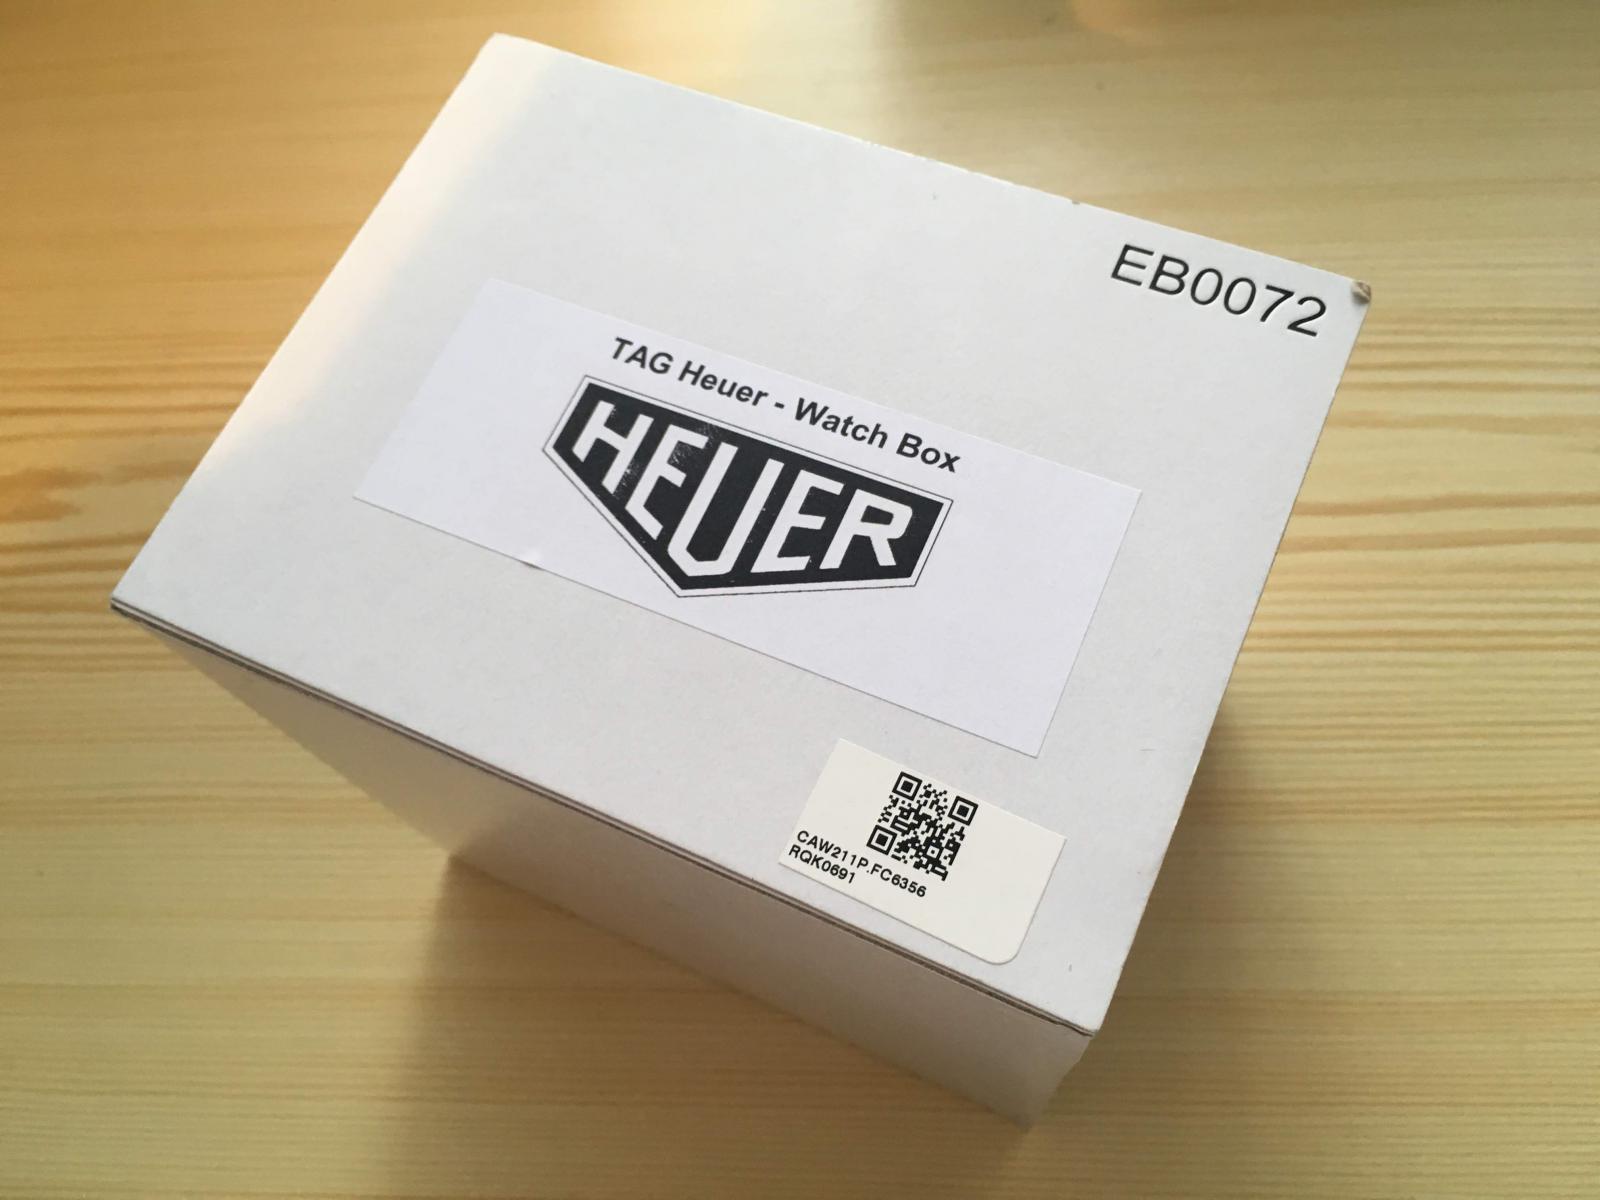 EB0072
TAG Heuer - Watch Box
HEUER
CAW211P.FC6356
RQK0691